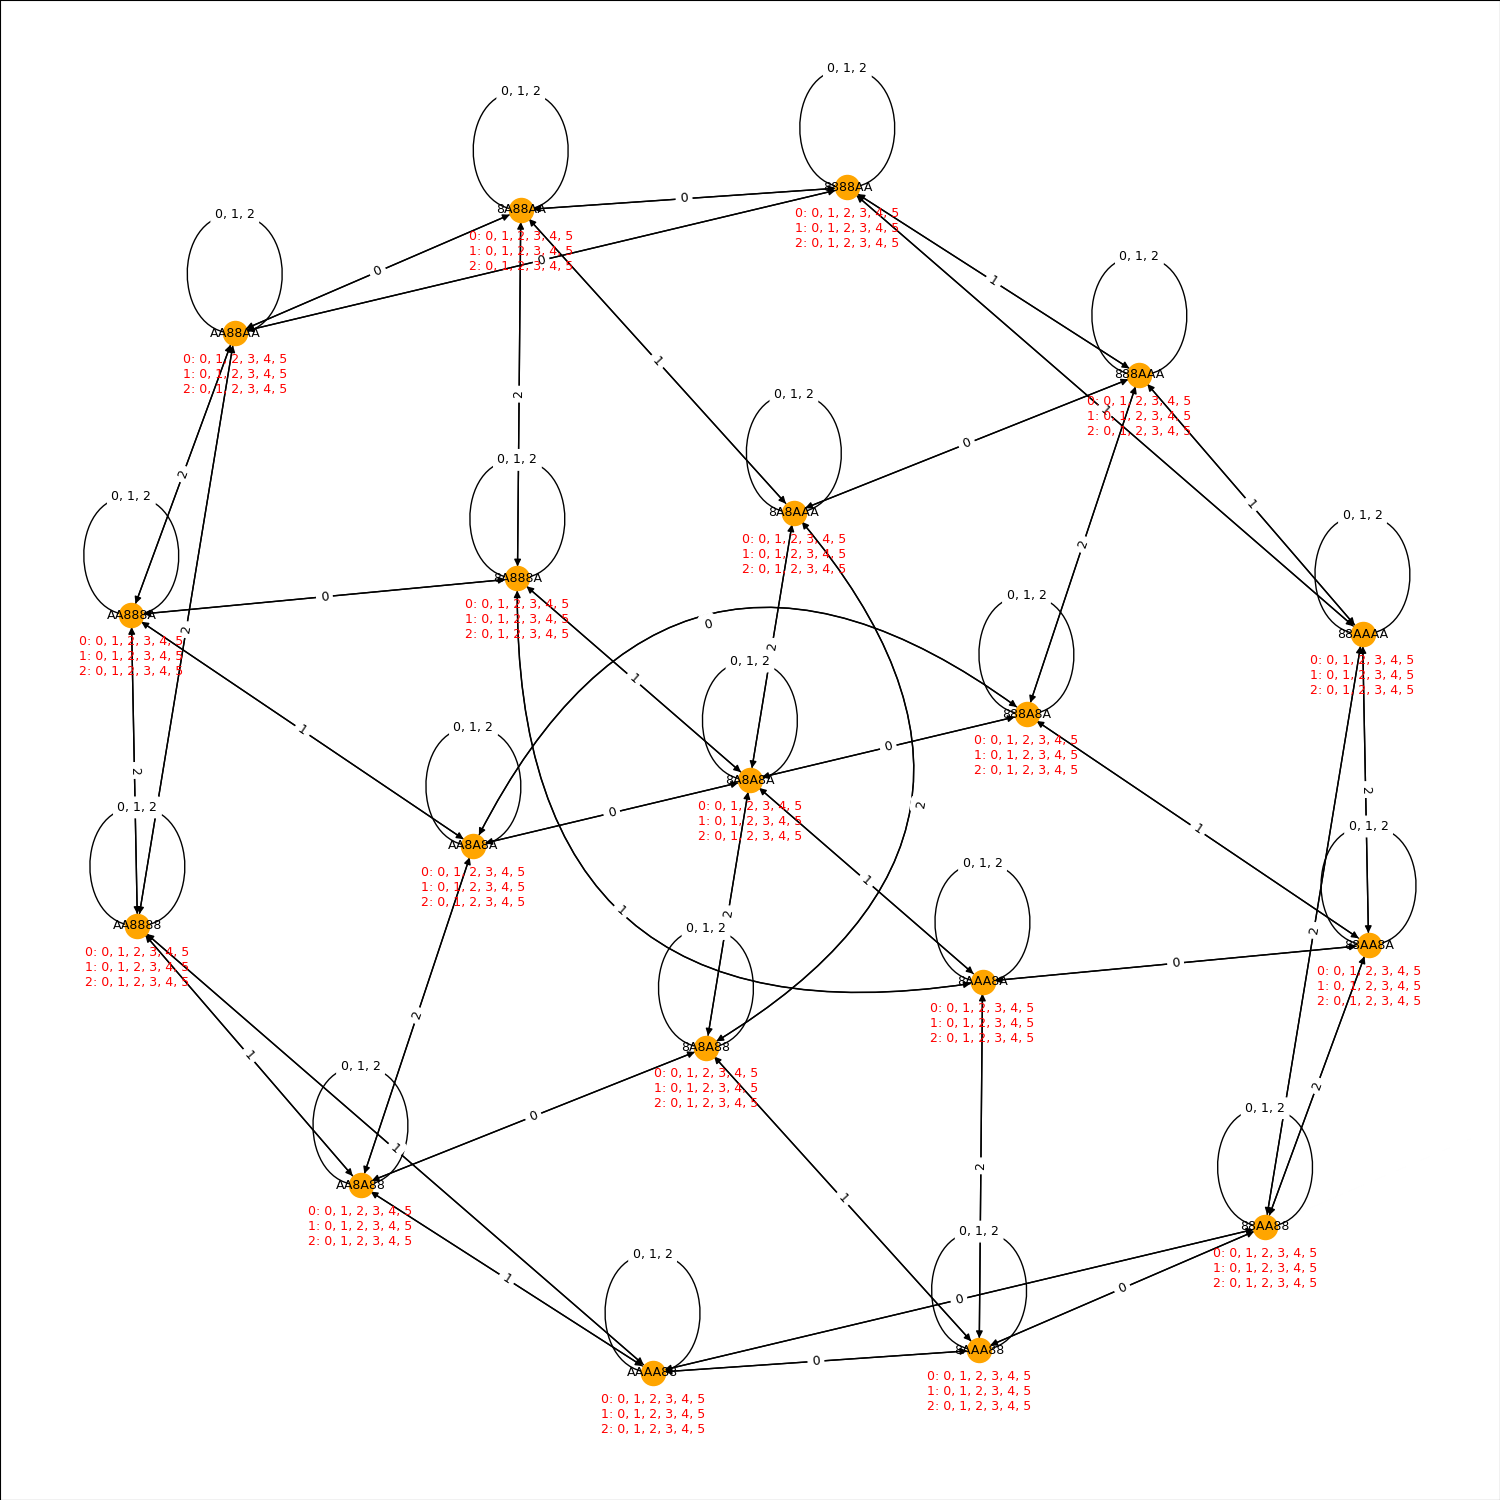 0, 1, 2
8888AA
0: 0, 1, 2, 3, 4, 5
1: 0, 1, 2, 3, 4, 5
2: 0, 1, 2, 3, 4, 5
0, 1, 2
8A88AA
0: 0, 1, 2, 3, 4, 5
1: 0, 1, 2, 3, 4, 5
2: 0, 1, 2, 3, 4, 5
0
0, 1, 2
AA88AA
0: 0, 1, 2, 3, 4, 5
1: 0, 1, 2, 3, 4, 5
2: 0, 1, 2, 3, 4, 5
0
0
1
0, 1, 2
888AAA
0: 0, 1, 2, 3, 4, 5
1: 0, 1, 2, 3, 4, 5
2: 0, 1, 2, 3, 4, 5
1
2
1
0, 1, 2
8A8AAA
0: 0, 1, 2, 3, 4, 5
1: 0, 1, 2, 3, 4, 5
2: 0, 1, 2, 3, 4, 5
0
2
0, 1, 2
8A888A
0: 0, 1, 2, 3, 4, 5
1: 0, 1, 2, 3, 4, 5
2: 0, 1, 2, 3, 4, 5
0, 1, 2
AA888A
0: 0, 1, 2, 3, 4, 5
1: 0, 1, 2, 3, 4, 5
2: 0, 1, 2, 3, 4, 5
0
2
1
0, 1, 2
88AAAA
0: 0, 1, 2, 3, 4, 5
1: 0, 1, 2, 3, 4, 5
2: 0, 1, 2, 3, 4, 5
2
0, 1, 2
888A8A
0: 0, 1, 2, 3, 4, 5
1: 0, 1, 2, 3, 4, 5
2: 0, 1, 2, 3, 4, 5
0
2
1
2
0, 1, 2
8A8A8A
0: 0, 1, 2, 3, 4, 5
1: 0, 1, 2, 3, 4, 5
2: 0, 1, 2, 3, 4, 5
0
1
0, 1, 2
AA8A8A
0: 0, 1, 2, 3, 4, 5
1: 0, 1, 2, 3, 4, 5
2: 0, 1, 2, 3, 4, 5
0
2
2
0, 1, 2
AA8888
0: 0, 1, 2, 3, 4, 5
1: 0, 1, 2, 3, 4, 5
2: 0, 1, 2, 3, 4, 5
2
1
0, 1, 2
88AA8A
0: 0, 1, 2, 3, 4, 5
1: 0, 1, 2, 3, 4, 5
2: 0, 1, 2, 3, 4, 5
1
0, 1, 2
8AAA8A
0: 0, 1, 2, 3, 4, 5
1: 0, 1, 2, 3, 4, 5
2: 0, 1, 2, 3, 4, 5
0
1
2
2
0, 1, 2
8A8A88
0: 0, 1, 2, 3, 4, 5
1: 0, 1, 2, 3, 4, 5
2: 0, 1, 2, 3, 4, 5
2
1
0, 1, 2
AA8A88
0: 0, 1, 2, 3, 4, 5
1: 0, 1, 2, 3, 4, 5
2: 0, 1, 2, 3, 4, 5
0
1
2
2
1
0, 1, 2
88AA88
0: 0, 1, 2, 3, 4, 5
1: 0, 1, 2, 3, 4, 5
2: 0, 1, 2, 3, 4, 5
0, 1, 2
8AAA88
0: 0, 1, 2, 3, 4, 5
1: 0, 1, 2, 3, 4, 5
2: 0, 1, 2, 3, 4, 5
0
0
1
0, 1, 2
AAAA88
0: 0, 1, 2, 3, 4, 5
1: 0, 1, 2, 3, 4, 5
2: 0, 1, 2, 3, 4, 5
0